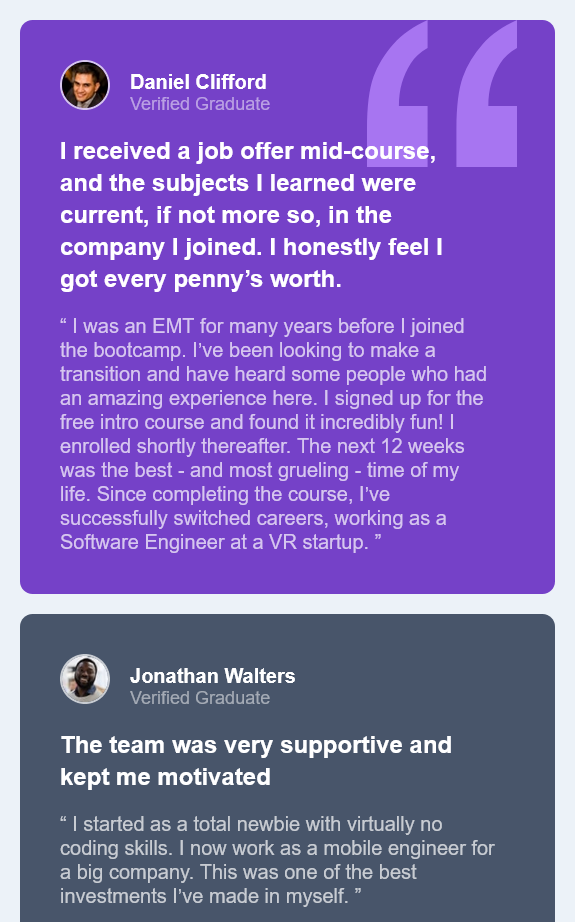 Daniel Clifford
Verified Graduate
I received a job offer mid-course,
and the subjects I learned were
current, if not more so, in the
company I joined. I honestly feel I
got every penny’s worth.
“ I was an EMT for many years before I joined
the bootcamp. I’ve been looking to make a
transition and have heard some people who had
an amazing experience here. I signed up for the
free intro course and found it incredibly fun! I
enrolled shortly thereafter. The next 12 weeks
was the best - and most grueling - time of my
life. Since completing the course, I’ve
successfully switched careers, working as a
Software Engineer at a VR startup. ”
Jonathan Walters
Verified Graduate
The team was very supportive and
kept me motivated
“ I started as a total newbie with virtually no
coding skills. I now work as a mobile engineer for
a big company. This was one of the best
investments I’ve made in myself. ”